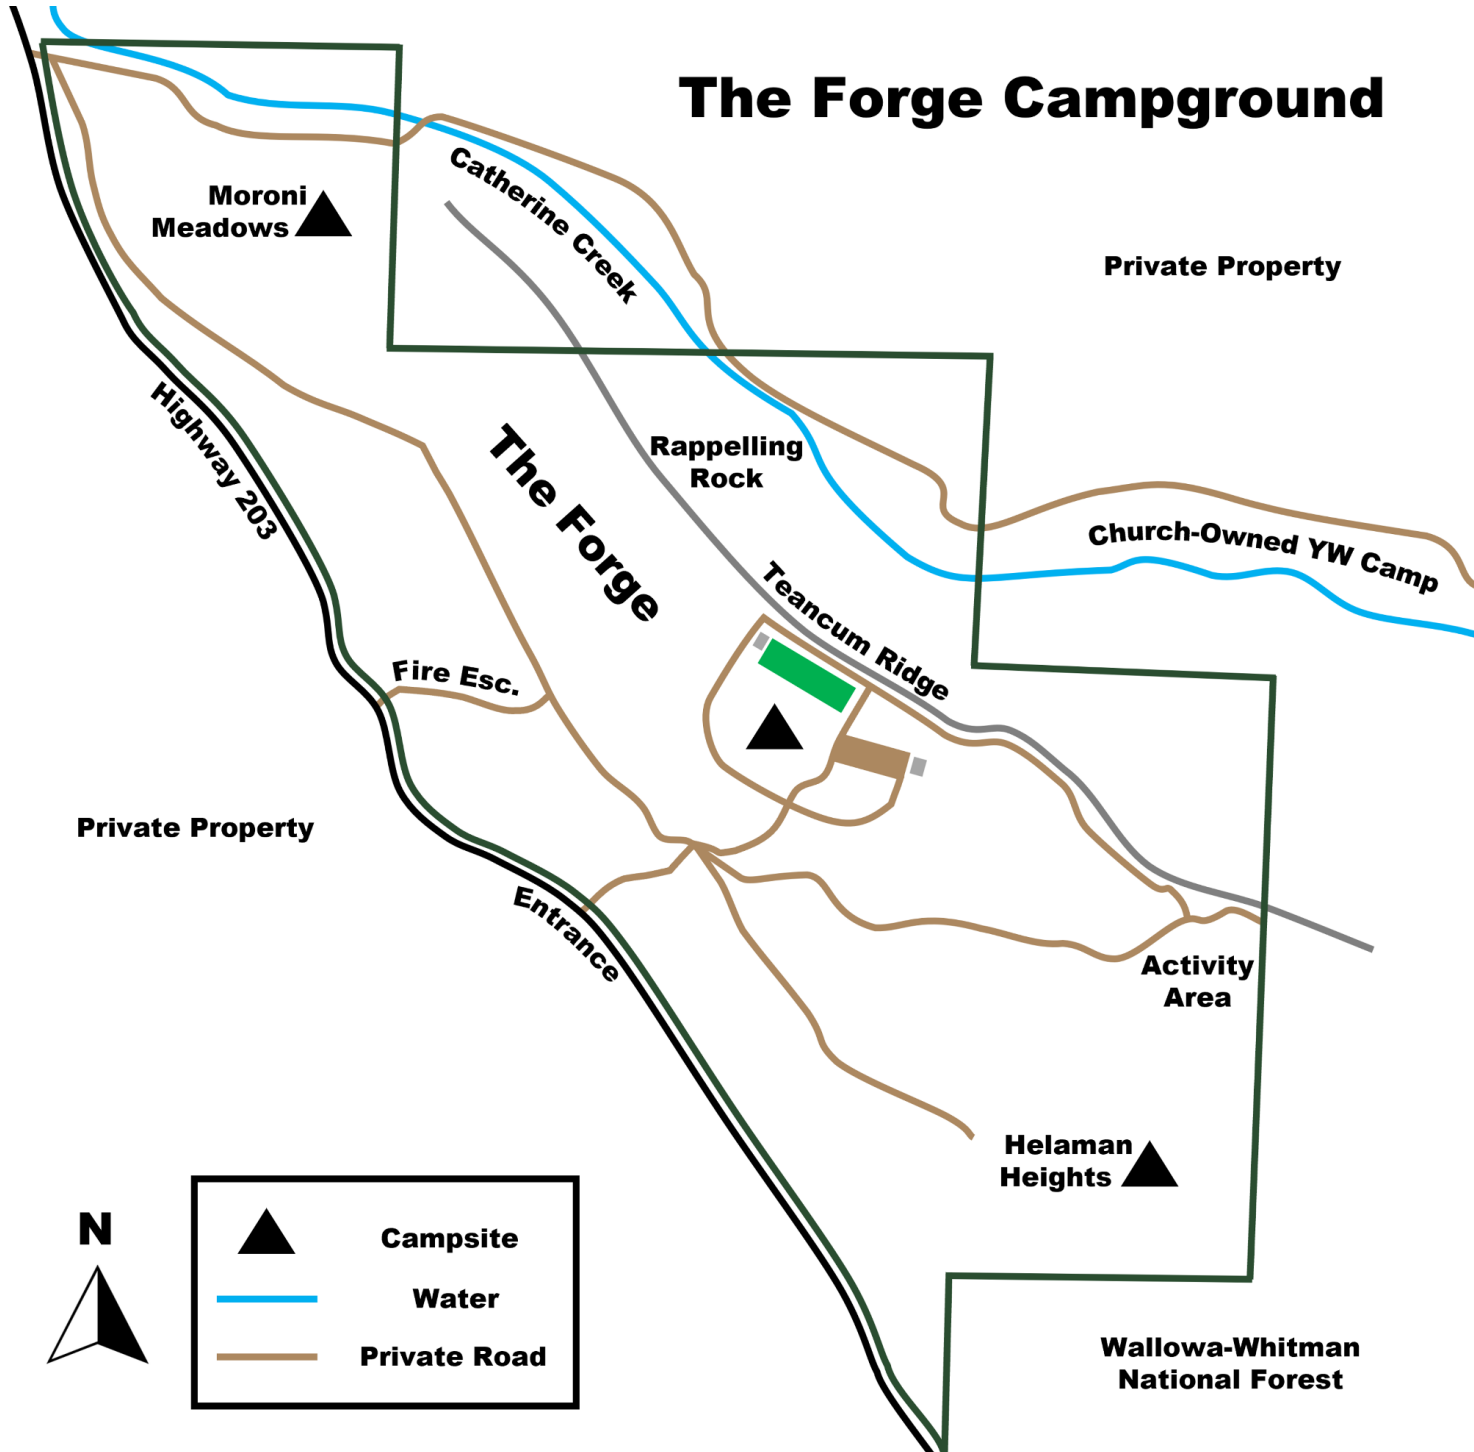 The Forge Campground
Catherine Creek
Moroni
Meadows
Private Property
Highway 203
The Forge
Rappelling
Rock
Church-Owned YW Camp
Teancum Ridge
Fire Esc.
Private Property
Entrance
Activity
Area
Helaman
Heights
N
Campsite
Water
Private Road
Wallowa-Whitman
National Forest